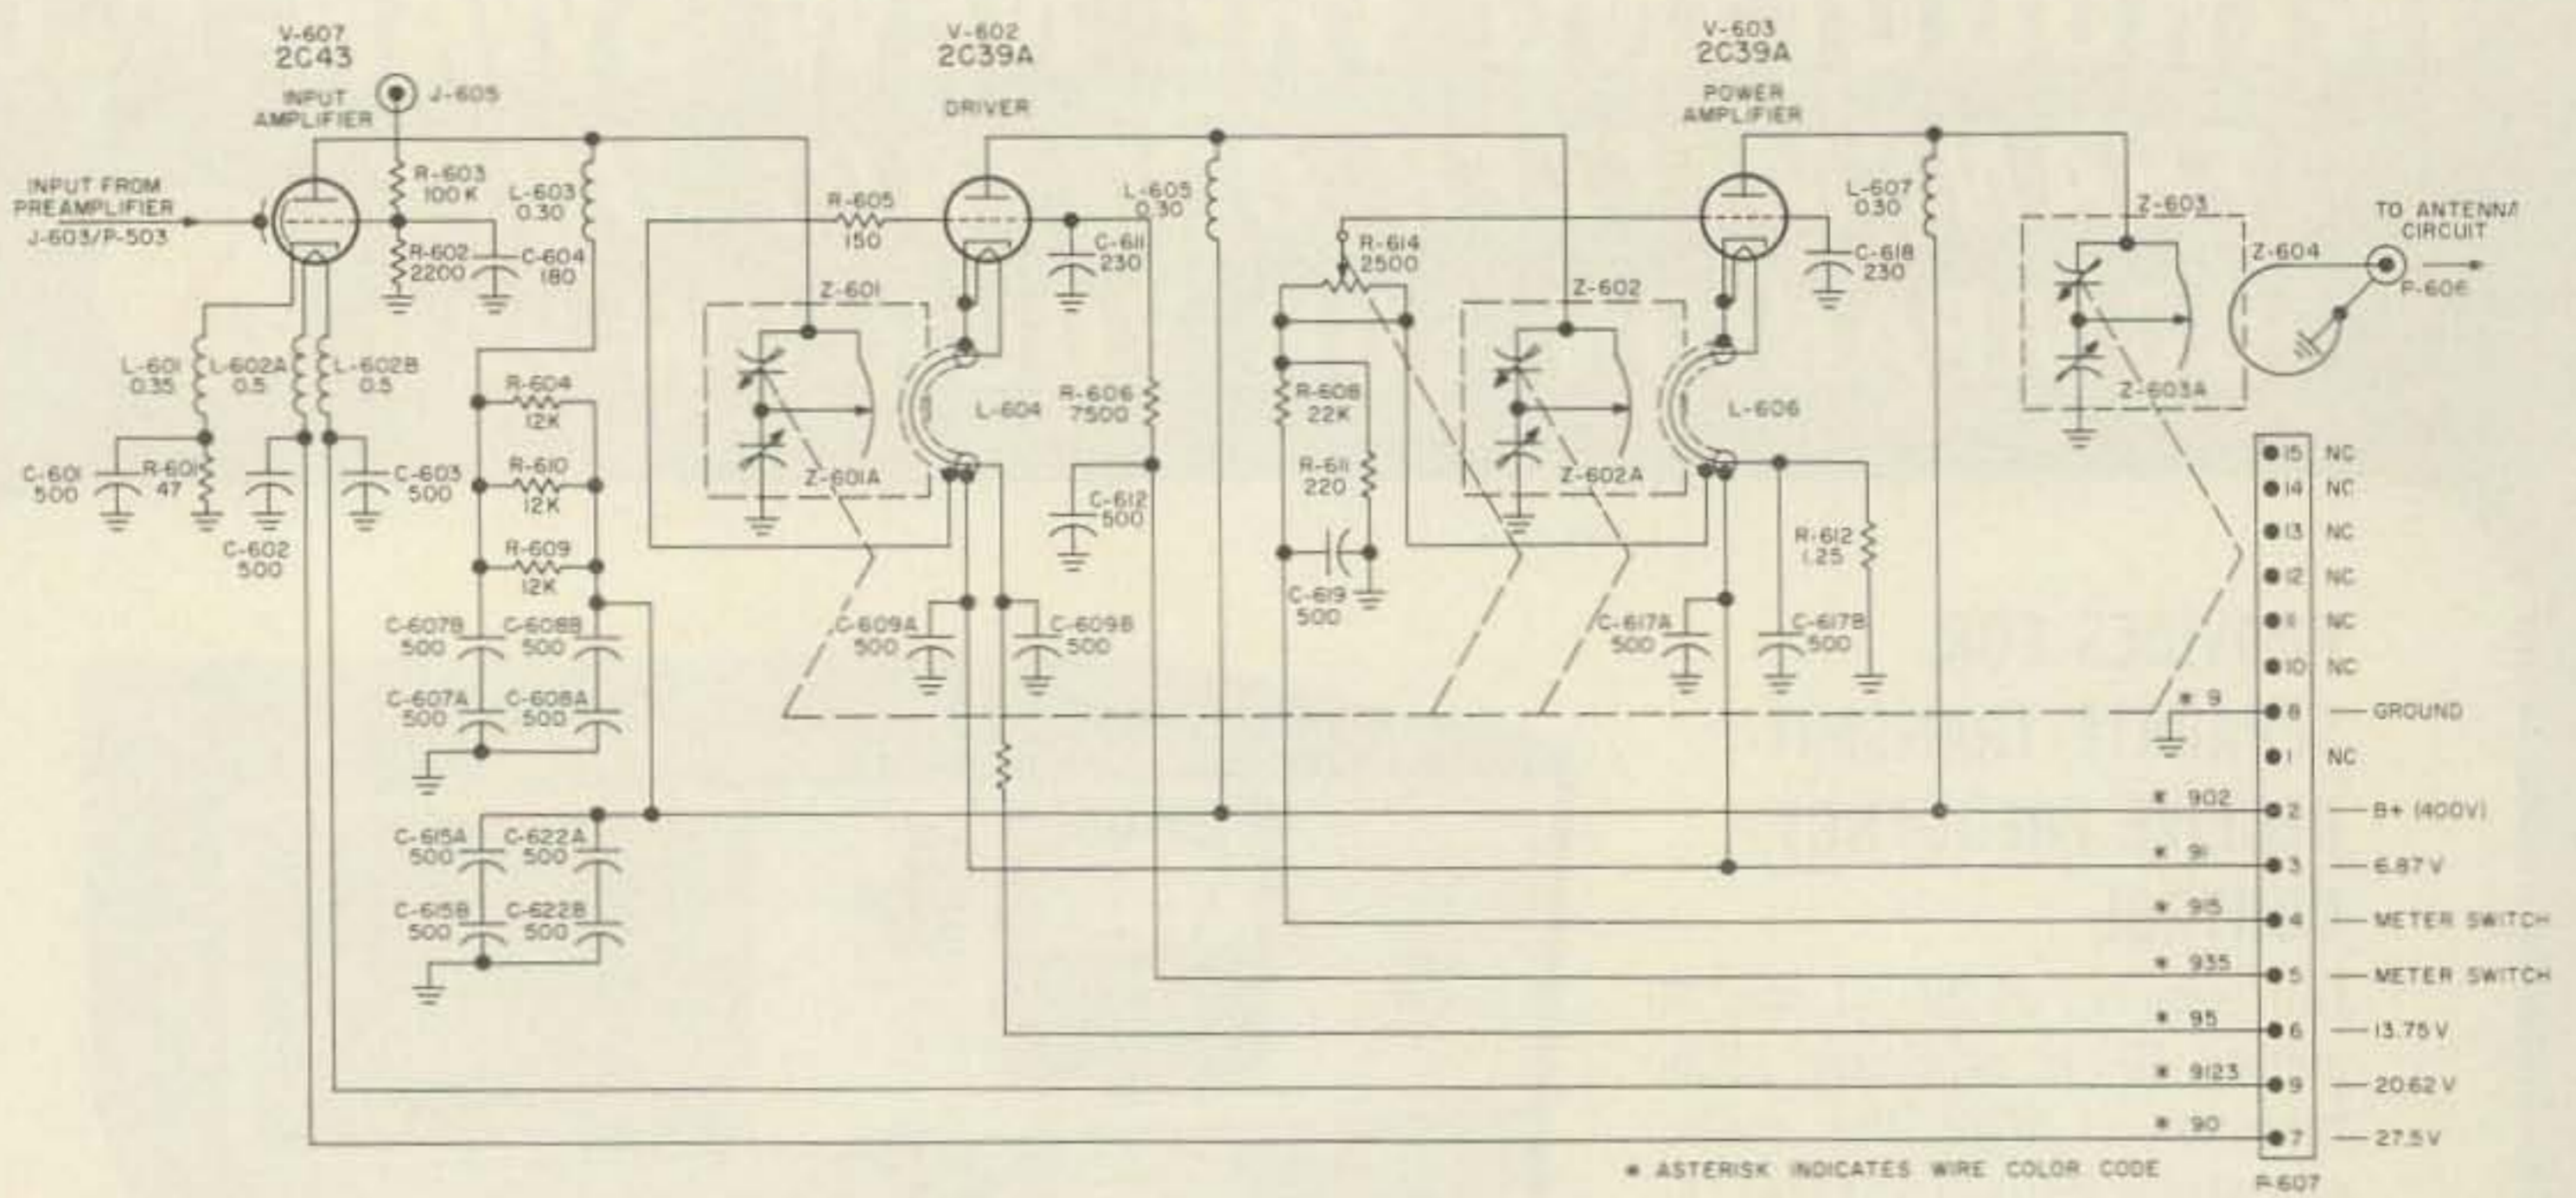 V-607
2C43
INPUT
AMPLIFIER
J-605
V-602
2C39A
DRIVER
V-603
2C39A
POWER
AMPLIFIER
INPUT FROM
PREAMPLIFIER
J-603/P-503
R-603
100 K
R-602
2200
C-604
180
L-603
0.30
R-605
150
C-611
230
L-605
0.30
R-614
2500
C-618
230
L-607
0.30
Z-603
Z-604
TO ANTENNA
CIRCUIT
P-606
Z-601
Z-602
L-601
0.35
L-602A
0.5
L-602B
0.5
R-604
12K
L-604
R-606
7500
R-608
22K
L-606
Z-603A
C-601
500
R-601
47
C-603
500
C-602
500
R-610
12K
R-609
12K
Z-601A
C-612
500
R-611
220
Z-602A
R-612
1.25
C-619
500
C-607B
500
C-608B
500
C-609A
500
C-609B
500
C-617A
500
C-617B
500
C-607A
500
C-608A
500
C-615A
500
C-622A
500
C-615B
500
C-622B
500
15 NC
14 NC
13 NC
12 NC
11 NC
10 NC
* 9 8 GROUND
1 NC
* 902 2 B+ (400V)
* 91 3 6.87 V
* 915 4 METER SWITCH
* 935 5 METER SWITCH
* 95 6 13.75 V
* 9123 9 20.62 V
* 90 7 27.5 V
* ASTERISK INDICATES WIRE COLOR CODE
P-607